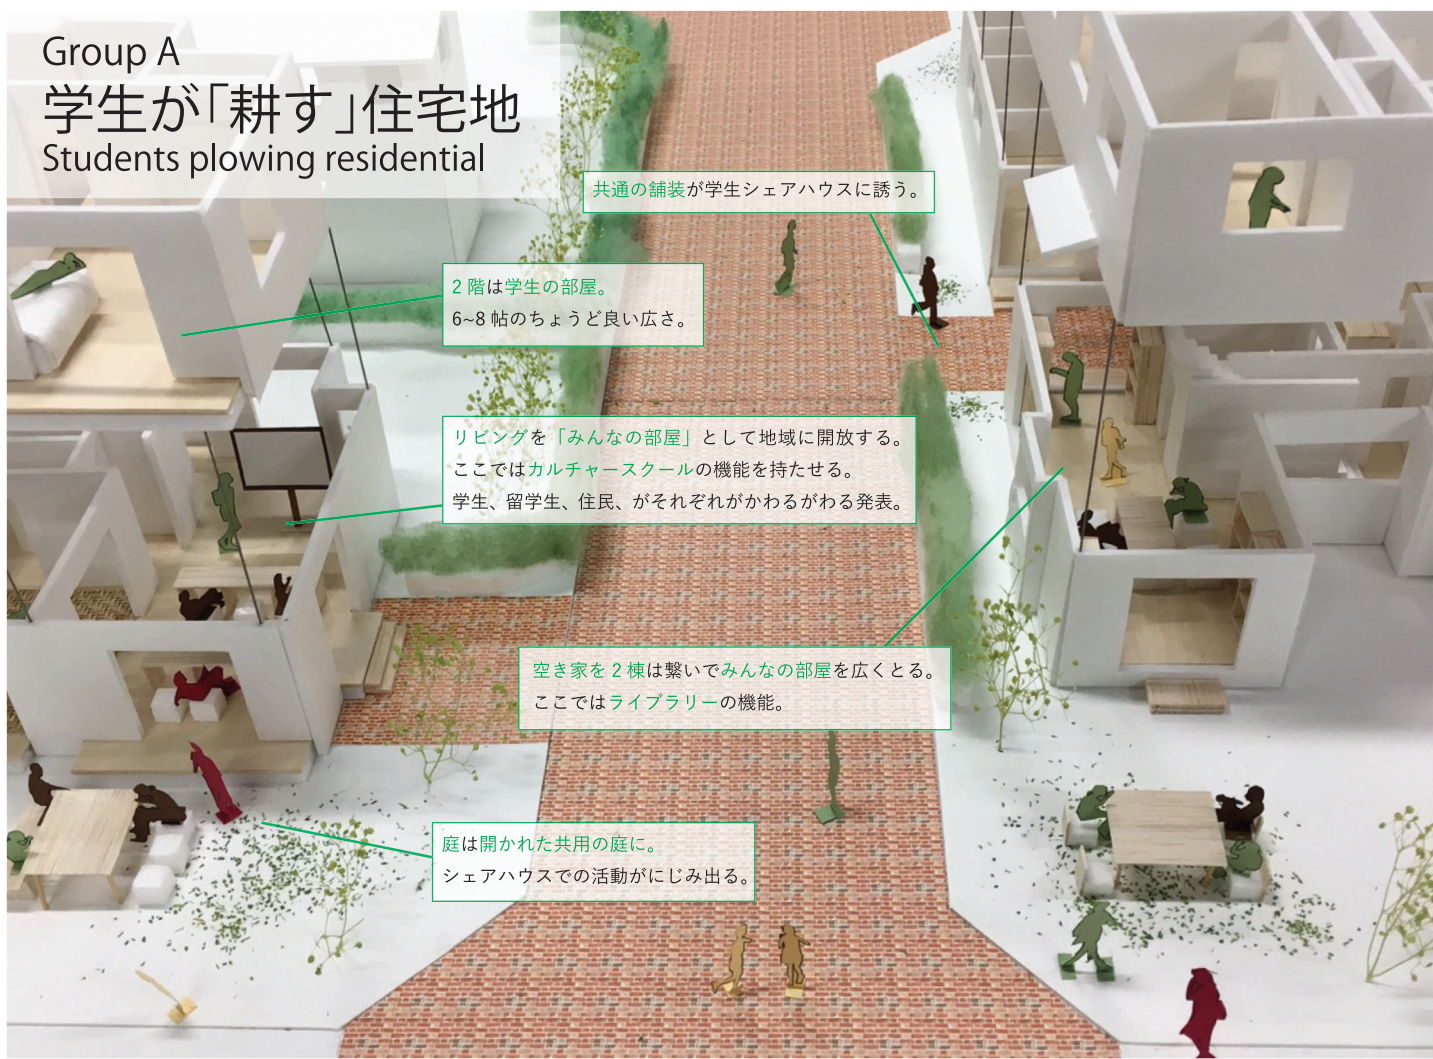 Group A
学生が「耕す」住宅地
Students plowing residential
共通の舗装が学生シェアハウスに誘う。
2 階は学生の部屋。
6~8 帖のちょうど良い広さ。
リビングを「みんなの部屋」として地域に開放する。
ここではカルチャースクールの機能を持たせる。
学生、留学生、住民、がそれぞれがかわるがわる発表。
空き家を 2 棟は繋いでみんなの部屋を広くとる。
ここではライブラリーの機能。
庭は開かれた共用の庭に。
シェアハウスでの活動がにじみ出る。